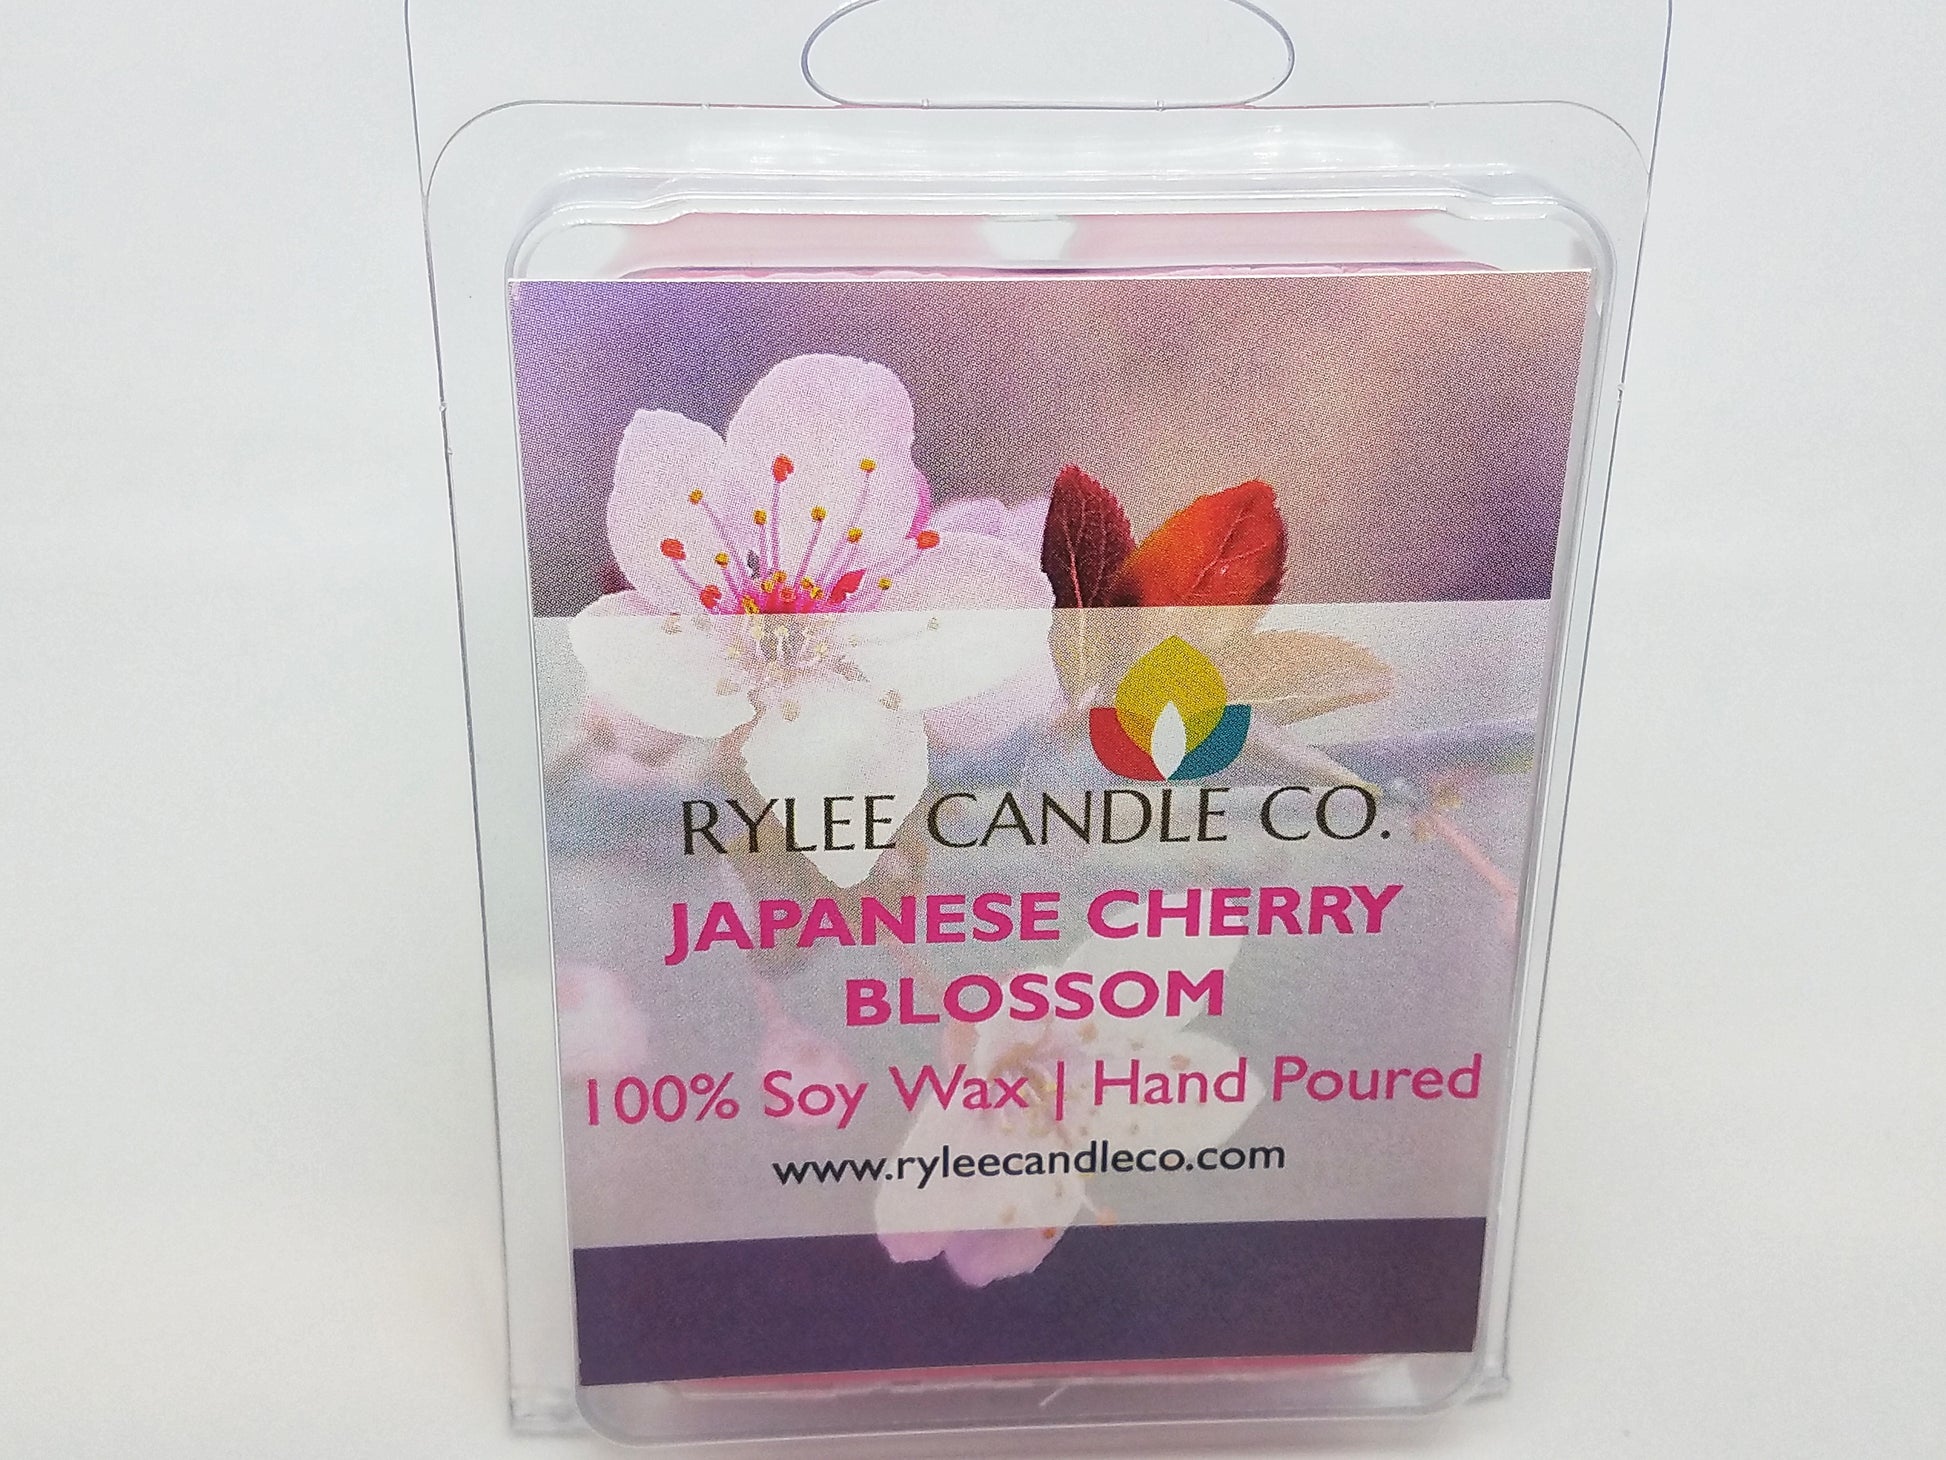 RYLEE CANDLE CO.
JAPANESE CHERRY
BLOSSOM
100% Soy Wax | Hand Poured
www.ryleecandleco.com